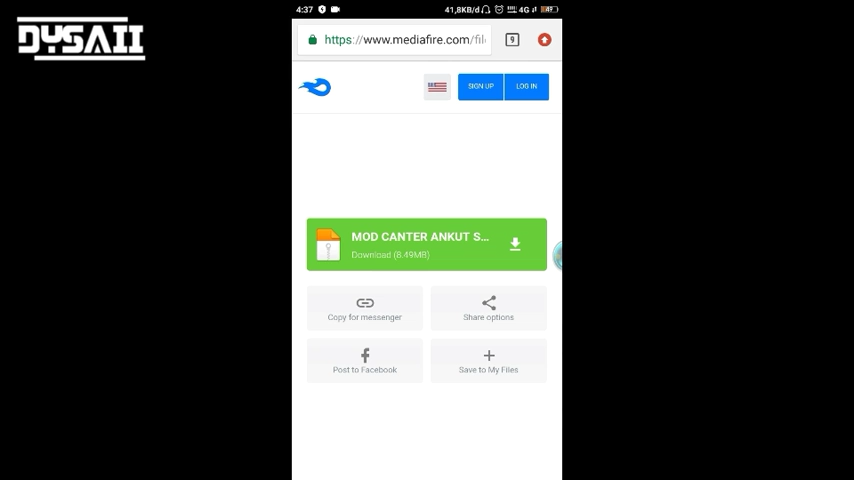 DYSAII
4:37 41,8KB/d 4G
https://www.mediafire.com/fil
9
SIGN UP LOG IN
MOD CANTER ANKUT S...
Download (8.49MB)
Copy for messenger Share options
Post to Facebook Save to My Files